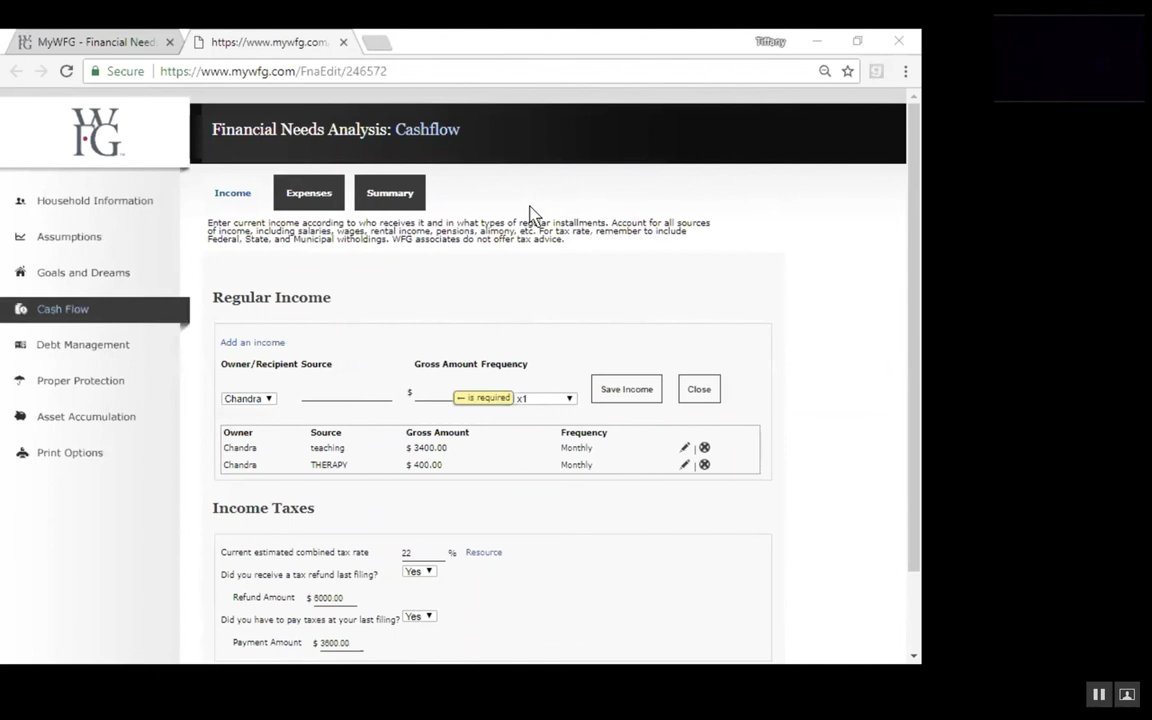 MyWFG - Financial Need
https://www.mywfg.com
Tiffany
Secure https://www.mywfg.com/FnaEdit/246572
WFG
Financial Needs Analysis: Cashflow
Household Information
Assumptions
Goals and Dreams
Cash Flow
Debt Management
Proper Protection
Asset Accumulation
Print Options
Income Expenses Summary
Enter current income according to who receives it and in what types of regular installments. Account for all sources
of income, including salaries, wages, rental income, pensions, alimony, etc. For tax rate, remember to include
Federal, State, and Municipal witholdings. WFG associates do not offer tax advice.
Regular Income
Add an income
Owner/Recipient Source Gross Amount Frequency
Chandra $ ← is required x1 Save Income Close
Owner Source Gross Amount Frequency
Chandra teaching $ 3400.00 Monthly |
Chandra THERAPY $ 400.00 Monthly |
Income Taxes
Current estimated combined tax rate 22 % Resource
Did you receive a tax refund last filing? Yes
Refund Amount $ 6000.00
Did you have to pay taxes at your last filing? Yes
Payment Amount $ 3600.00